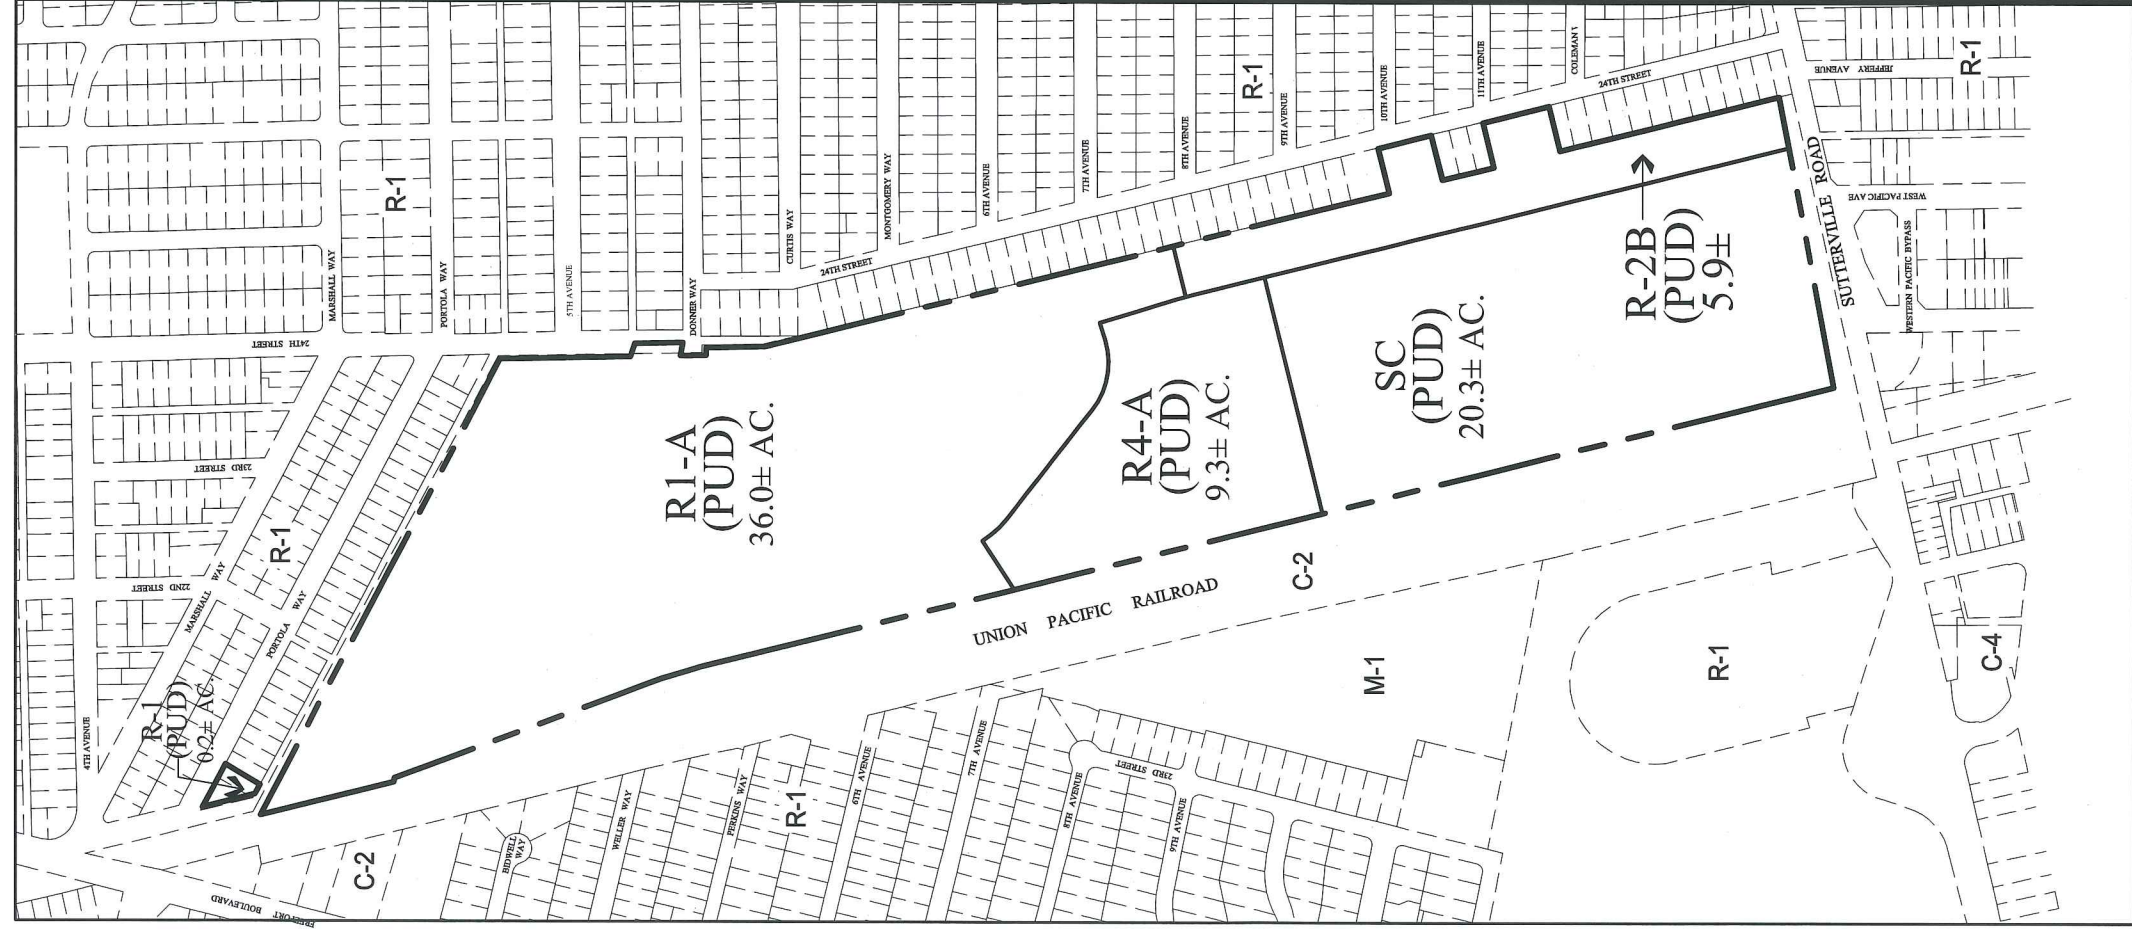 4TH AVENUE
MARSHALL WAY
PORTOLA WAY
5TH AVENUE
DONNER WAY
CURTIS WAY
MONTGOMERY WAY
6TH AVENUE
7TH AVENUE
8TH AVENUE
9TH AVENUE
10TH AVENUE
11TH AVENUE
24TH STREET
24TH STREET
24TH STREET
23RD STREET
22ND STREET
MARSHALL WAY
PORTOLA WAY
R-1
R-1
R-1
R-1
JEFFERY AVENUE
WEST PACIFIC AVE
WESTERN PACIFIC BYPASS
SUTTERVILLE ROAD
R-1
(PUD)
0.2± AC.
R1-A
(PUD)
36.0± AC.
R4-A
(PUD)
9.3± AC.
SC
(PUD)
20.3± AC.
R-2B
(PUD)
5.9±
UNION PACIFIC RAILROAD
C-2
M-1
R-1
C-4
C-2
R-1
FREEPORT BOULEVARD
BIDWELL
WAY
WELLER WAY
PERKINS WAY
6TH AVENUE
7TH AVENUE
8TH AVENUE
9TH AVENUE
23RD STREET